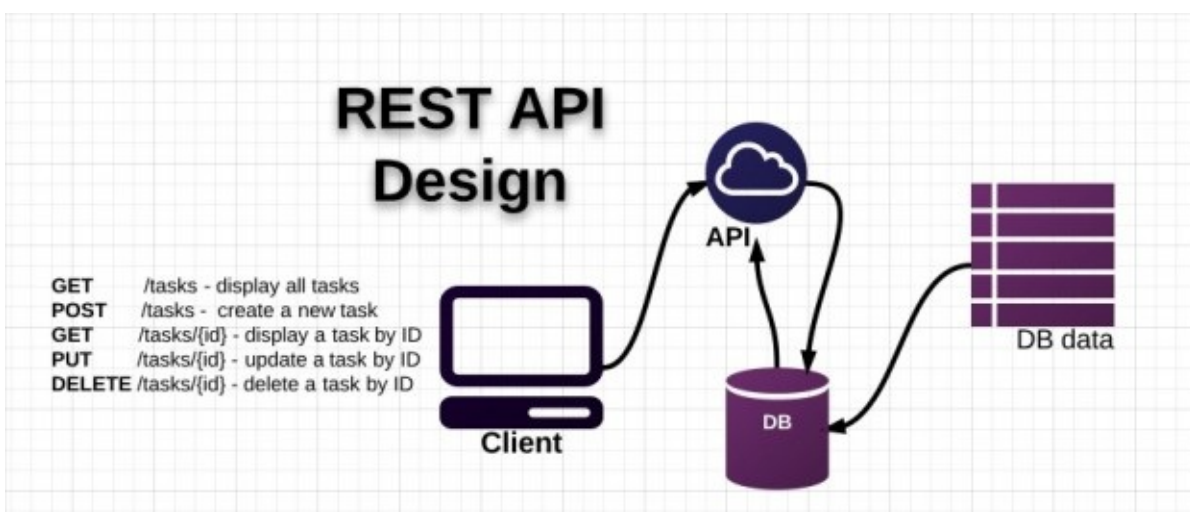 REST API
Design
API
GET /tasks - display all tasks
POST /tasks - create a new task
GET /tasks/{id} - display a task by ID
PUT /tasks/{id} - update a task by ID
DELETE /tasks/{id} - delete a task by ID
Client
DB
DB data